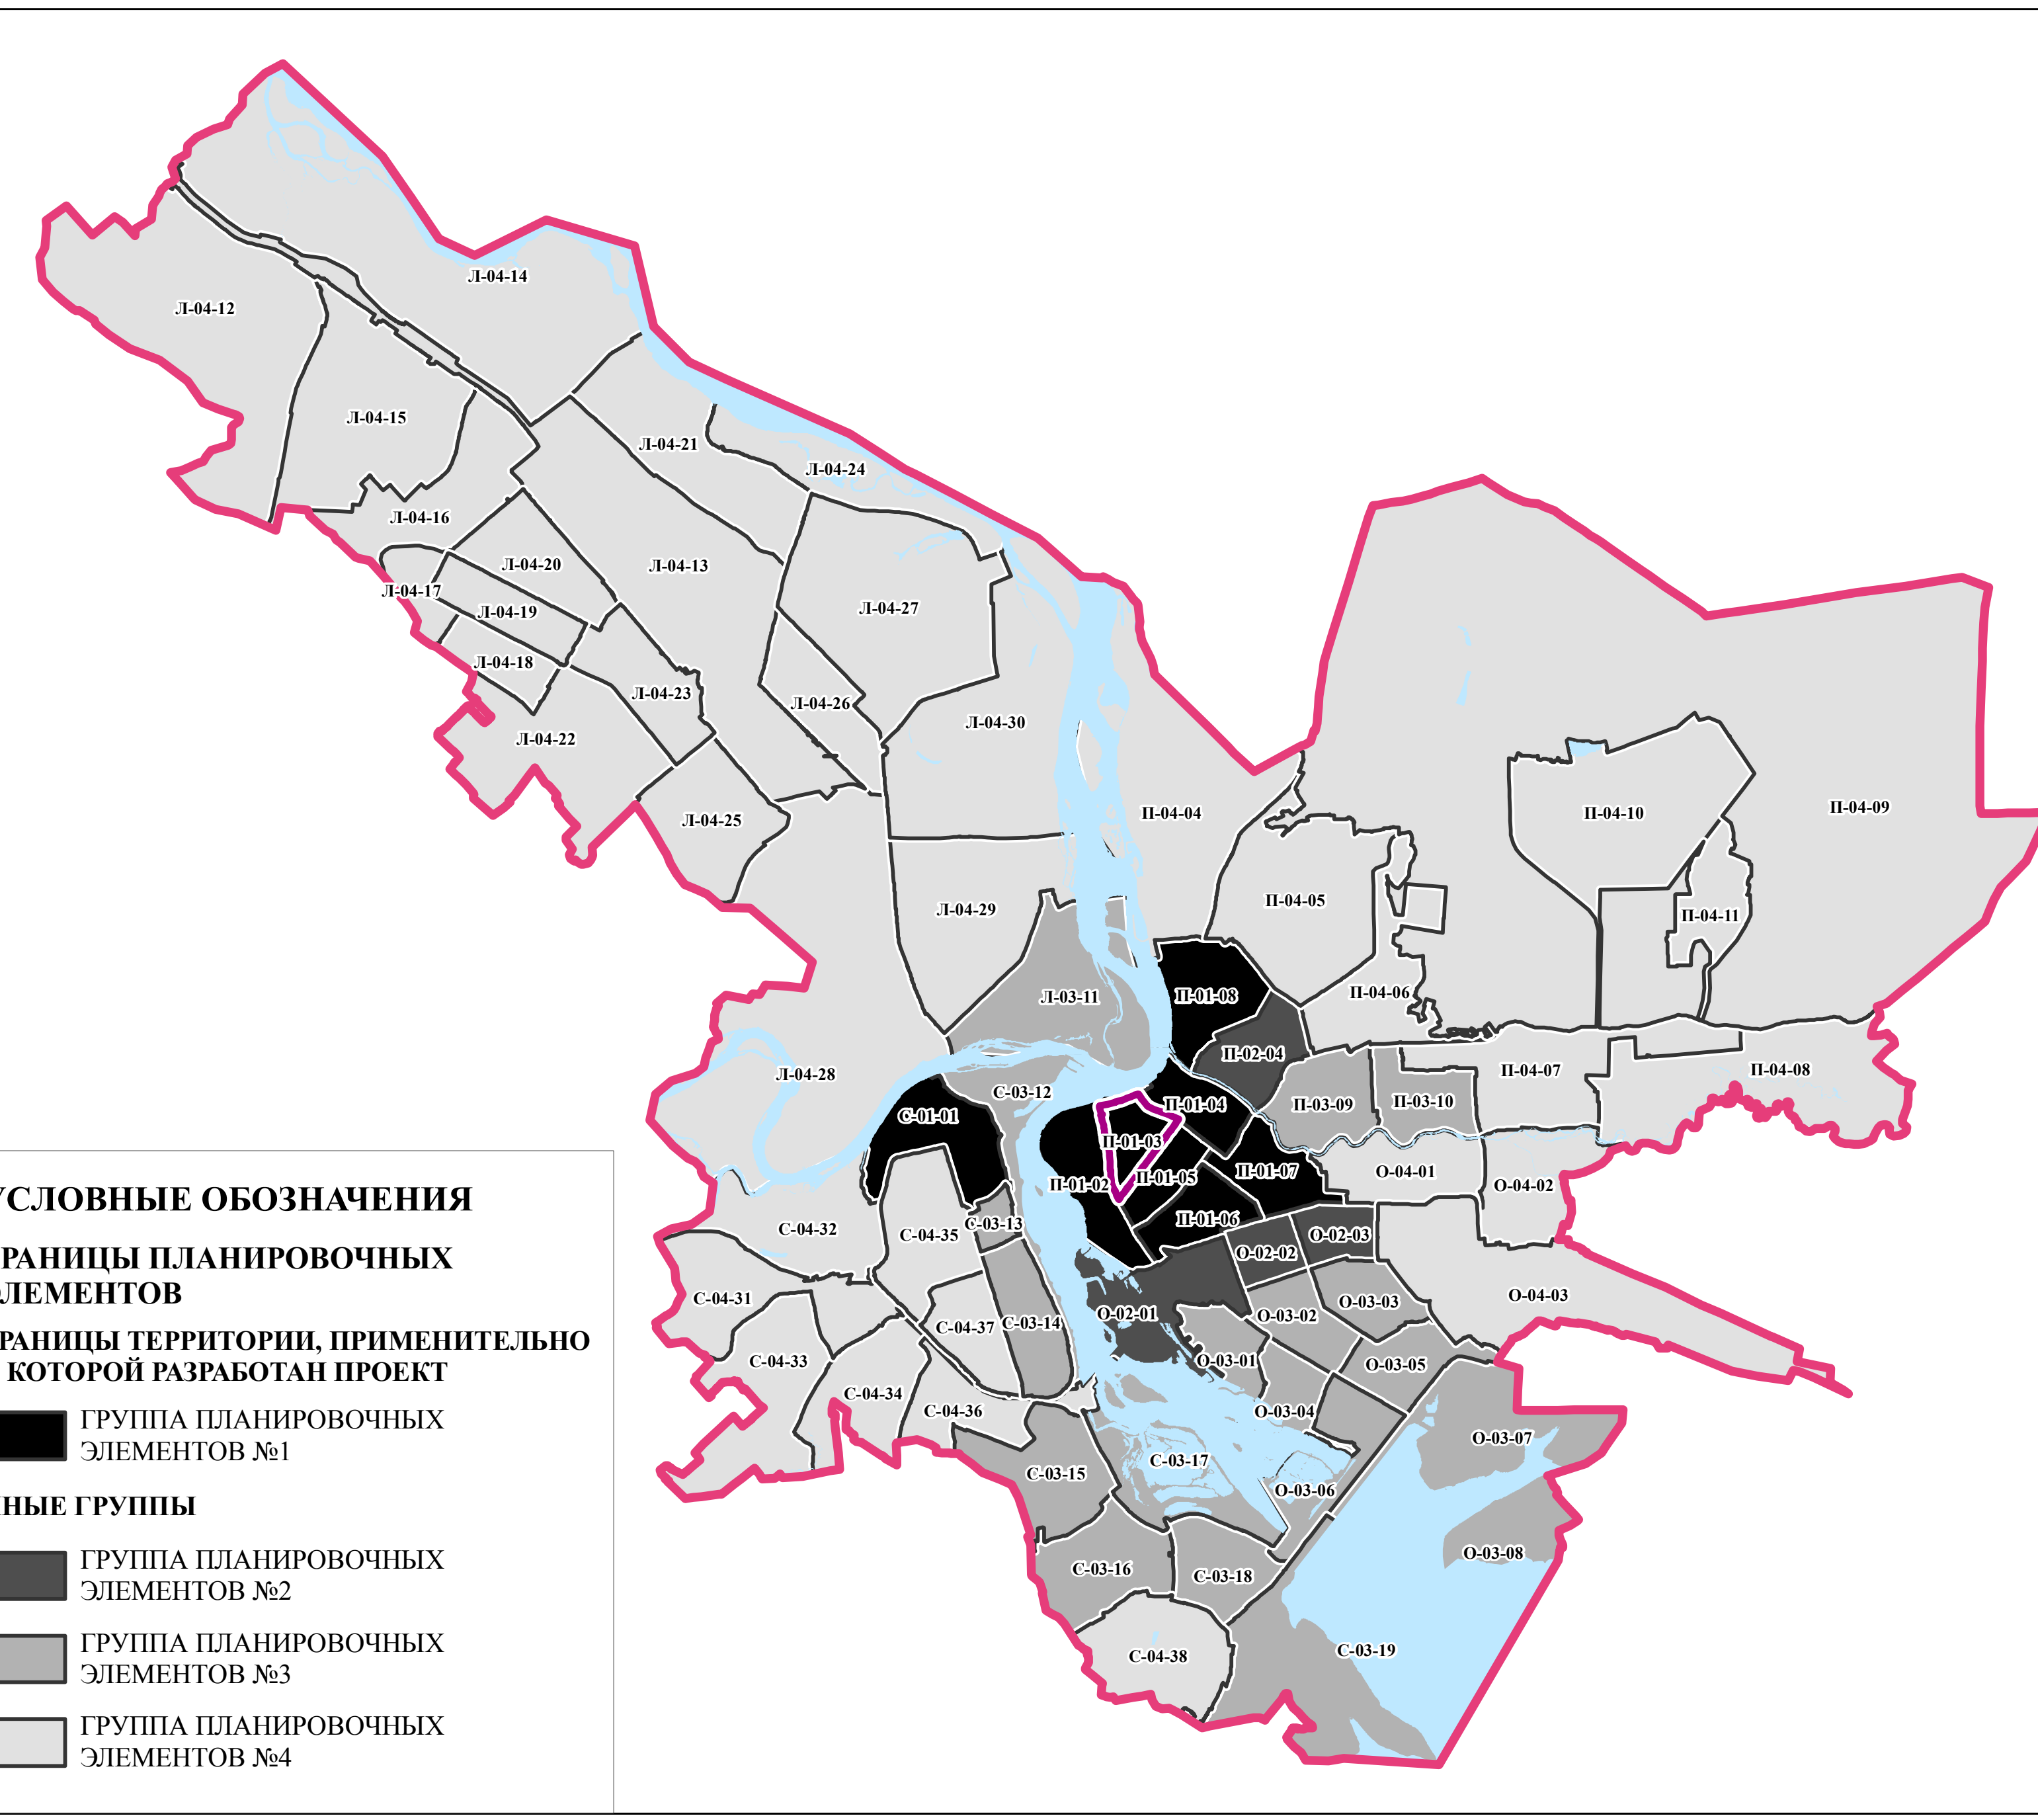 Л-04-14
Л-04-12
Л-04-15
Л-04-21
Л-04-24
Л-04-16
Л-04-20
Л-04-13
Л-04-17
Л-04-19
Л-04-27
Л-04-18
Л-04-23
Л-04-26
Л-04-22
Л-04-30
Л-04-25
П-04-04
П-04-10
П-04-09
Л-04-29
П-04-05
П-04-11
Л-03-11
П-01-08
П-04-06
П-02-04
Л-04-28
С-03-12
П-04-07
П-04-08
С-01-01
П-01-04
П-03-09
П-03-10
П-01-03
П-01-02
П-01-05
П-01-07
О-04-01
О-04-02
С-04-32
С-04-35
С-03-13
П-01-06
О-02-02
О-02-03
С-04-31
О-02-01
О-03-02
О-03-03
О-04-03
С-04-37
С-03-14
С-04-33
О-03-01
О-03-05
С-04-34
С-04-36
О-03-04
О-03-07
С-03-15
С-03-17
О-03-06
С-03-16
С-03-18
О-03-08
С-04-38
С-03-19
УСЛОВНЫЕ ОБОЗНАЧЕНИЯ
РАНИЦЫ ПЛАНИРОВОЧНЫХ
ЭЛЕМЕНТОВ
РАНИЦЫ ТЕРРИТОРИИ, ПРИМЕНИТЕЛЬНО
КОТОРОЙ РАЗРАБОТАН ПРОЕКТ
ГРУППА ПЛАНИРОВОЧНЫХ
ЭЛЕМЕНТОВ №1
НЫЕ ГРУППЫ
ГРУППА ПЛАНИРОВОЧНЫХ
ЭЛЕМЕНТОВ №2
ГРУППА ПЛАНИРОВОЧНЫХ
ЭЛЕМЕНТОВ №3
ГРУППА ПЛАНИРОВОЧНЫХ
ЭЛЕМЕНТОВ №4